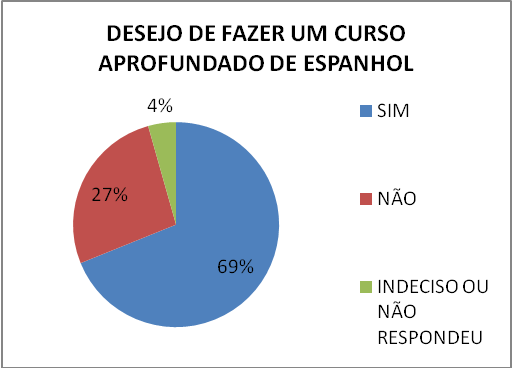 DESEJO DE FAZER UM CURSO
APROFUNDADO DE ESPANHOL
4%
27%
69%
SIM
NÃO
INDECISO OU
NÃO
RESPONDEU